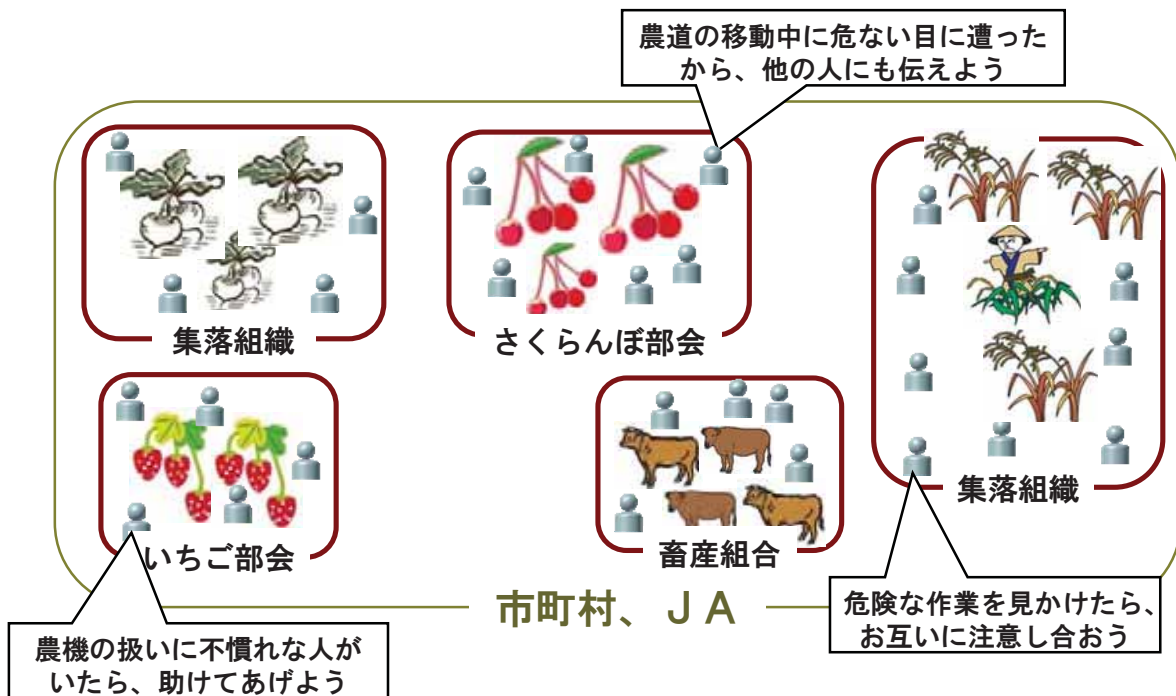 農道の移動中に危ない目に遭った
から、他の人にも伝えよう
集落組織
さくらんぼ部会
集落組織
いちご部会
畜産組合
市町村、ＪＡ
農機の扱いに不慣れな人が
いたら、助けてあげよう
危険な作業を見かけたら、
お互いに注意し合おう